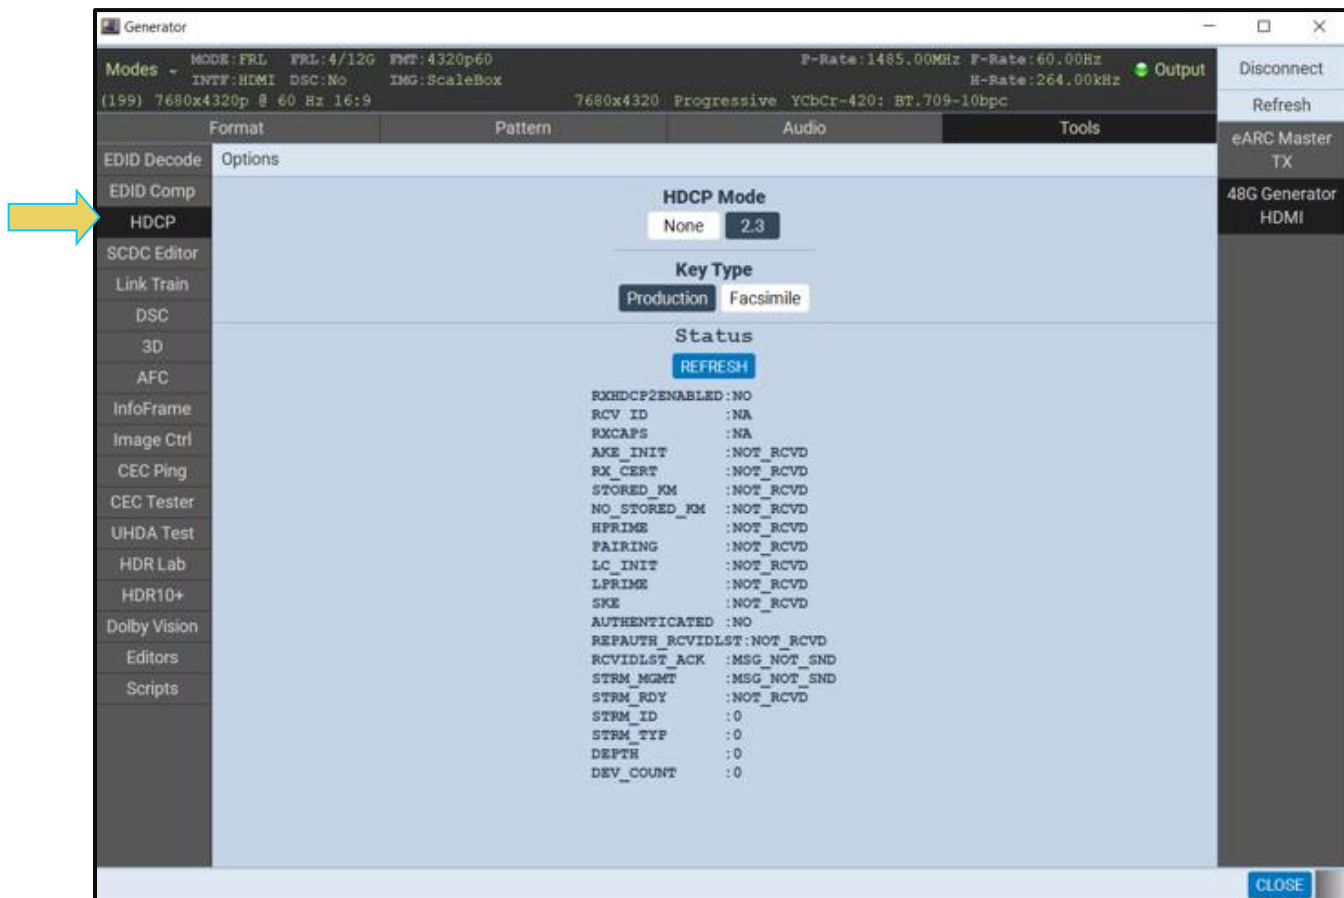 Generator
Modes MODE:FRL FRL:4/12G FMT:4320p60 P-Rate:1485.00MHz F-Rate:60.00Hz
INTF:HDMI DSC:No IMG:ScaleBox H-Rate:264.00kHz Output
(199) 7680x4320p @ 60 Hz 16:9 7680x4320 Progressive YCbCr-420: BT.709-10bpc
Disconnect
Refresh
Format Pattern Audio Tools
eARC Master
TX
48G Generator
HDMI
EDID Decode
EDID Comp
HDCP
SCDC Editor
Link Train
DSC
3D
AFC
InfoFrame
Image Ctrl
CEC Ping
CEC Tester
UHDA Test
HDR Lab
HDR10+
Dolby Vision
Editors
Scripts
Options
HDCP Mode
None 2.3
Key Type
Production Facsimile
Status
REFRESH
RXHDCP2ENABLED:NO
RCV ID :NA
RXCAPS :NA
AKE_INIT :NOT_RCVD
RX_CERT :NOT_RCVD
STORED_KM :NOT_RCVD
NO_STORED_KM :NOT_RCVD
HPRIME :NOT_RCVD
PAIRING :NOT_RCVD
LC_INIT :NOT_RCVD
LPRIME :NOT_RCVD
SKE :NOT_RCVD
AUTHENTICATED :NO
REPAUTH_RCVIDLST:NOT_RCVD
RCVIDLST_ACK :MSG_NOT_SND
STRM_MGMT :MSG_NOT_SND
STRM_RDY :NOT_RCVD
STRM_ID :0
STRM_TYP :0
DEPTH :0
DEV_COUNT :0
CLOSE